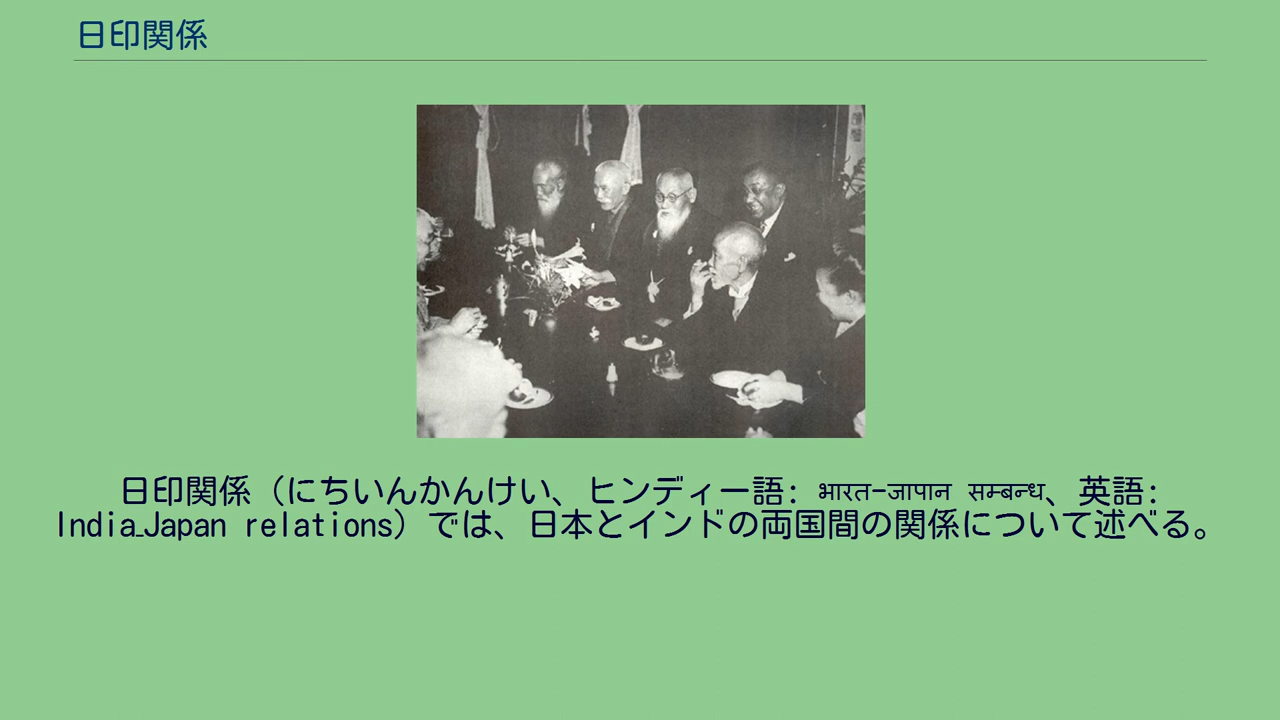 日印関係
日印関係（にちいんかんけい、ヒンディー語: भारत-जापान सम्बन्ध、英語:
India–Japan relations）では、日本とインドの両国間の関係について述べる。